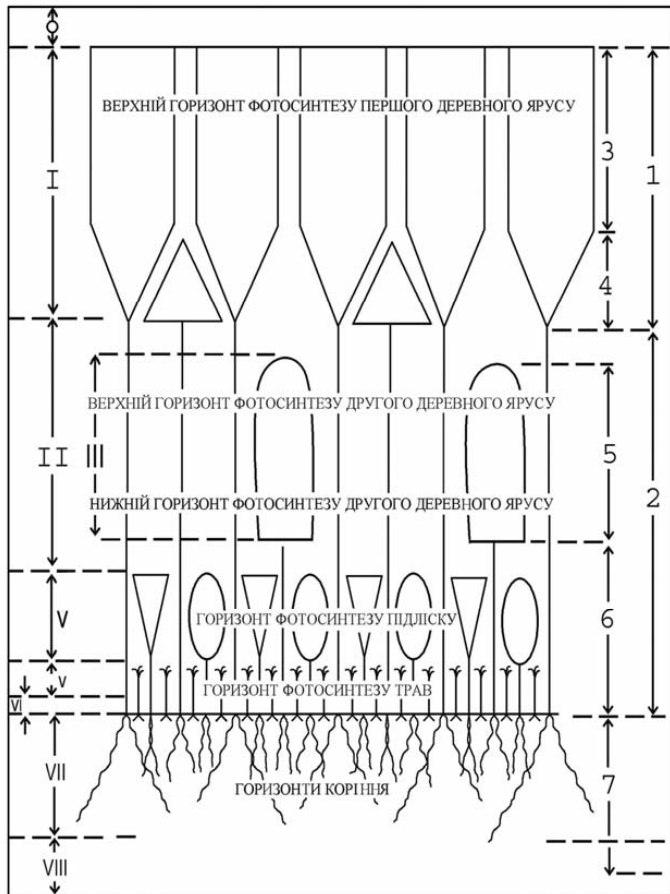 О
ВЕРХНІЙ ГОРИЗОНТ ФОТОСИНТЕЗУ ПЕРШОГО ДЕРЕВНОГО ЯРУСУ
3
I
1
4
ВЕРХНІЙ ГОРИЗОНТ ФОТОСИНТЕЗУ ДРУГОГО ДЕРЕВНОГО ЯРУСУ
II
III
5
2
НИЖНІЙ ГОРИЗОНТ ФОТОСИНТЕЗУ ДРУГОГО ДЕРЕВНОГО ЯРУСУ
V
ГОРИЗОНТ ФОТОСИНТЕЗУ ПІДЛІСКУ
6
V
ГОРИЗОНТ ФОТОСИНТЕЗУ ТРАВ
VI
VII
ГОРИЗОНТИ КОРІННЯ
7
VIII